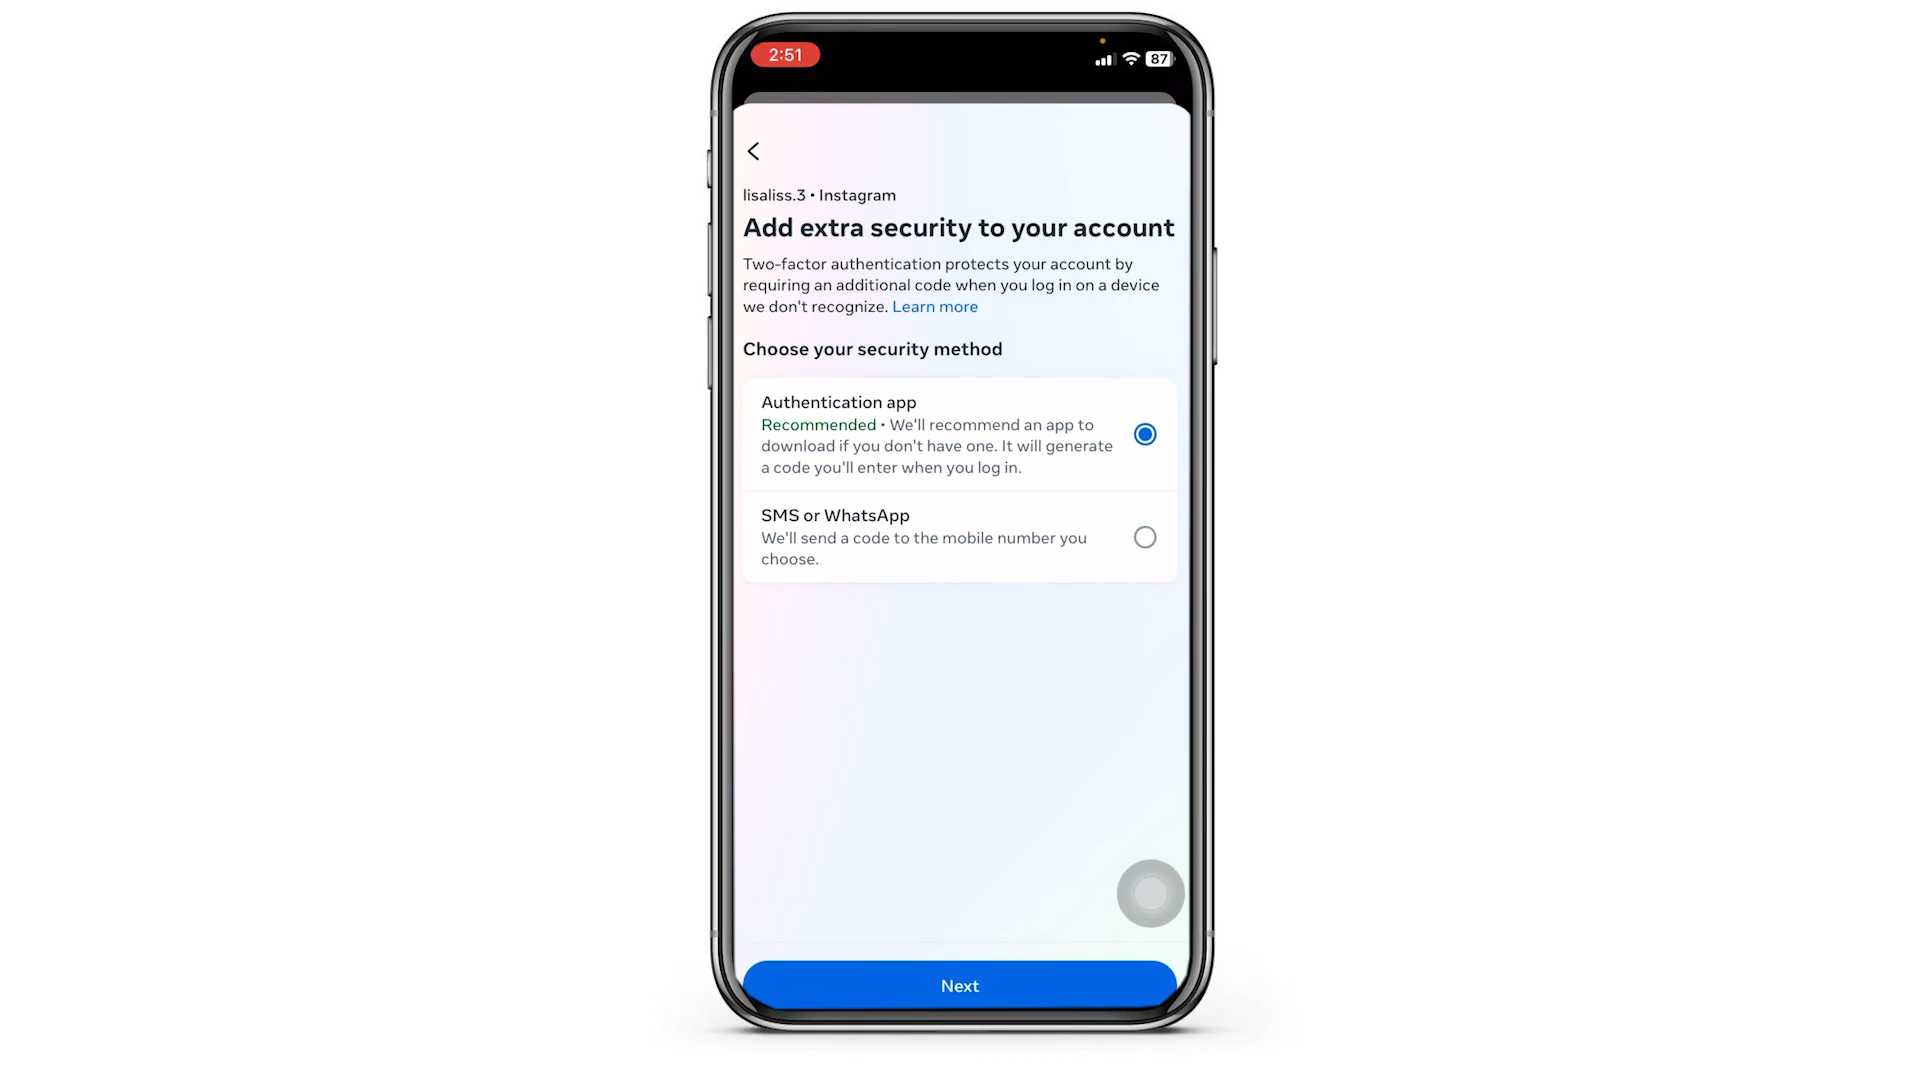 2:51
87
lisaliss.3 • Instagram
Add extra security to your account
Two-factor authentication protects your account by
requiring an additional code when you log in on a device
we don't recognize. Learn more
Choose your security method
Authentication app
Recommended • We'll recommend an app to
download if you don't have one. It will generate
a code you'll enter when you log in.
SMS or WhatsApp
We'll send a code to the mobile number you
choose.
Next